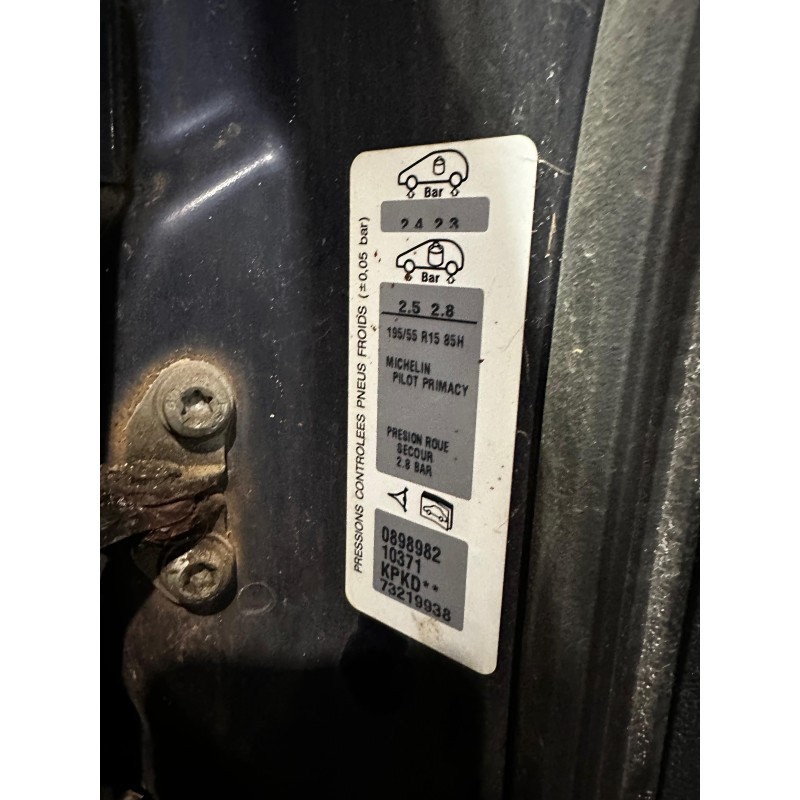 Bar
2.4 2.3
Bar
2.5 2.8
195/55 R15 85H
MICHELIN
PILOT PRIMACY
PRESION ROUE
SECOUR
2.8 BAR
0898982
10371
KPKD**
73219938
PRESSIONS CONTROLEES PNEUS FROIDS (±0,05 bar)